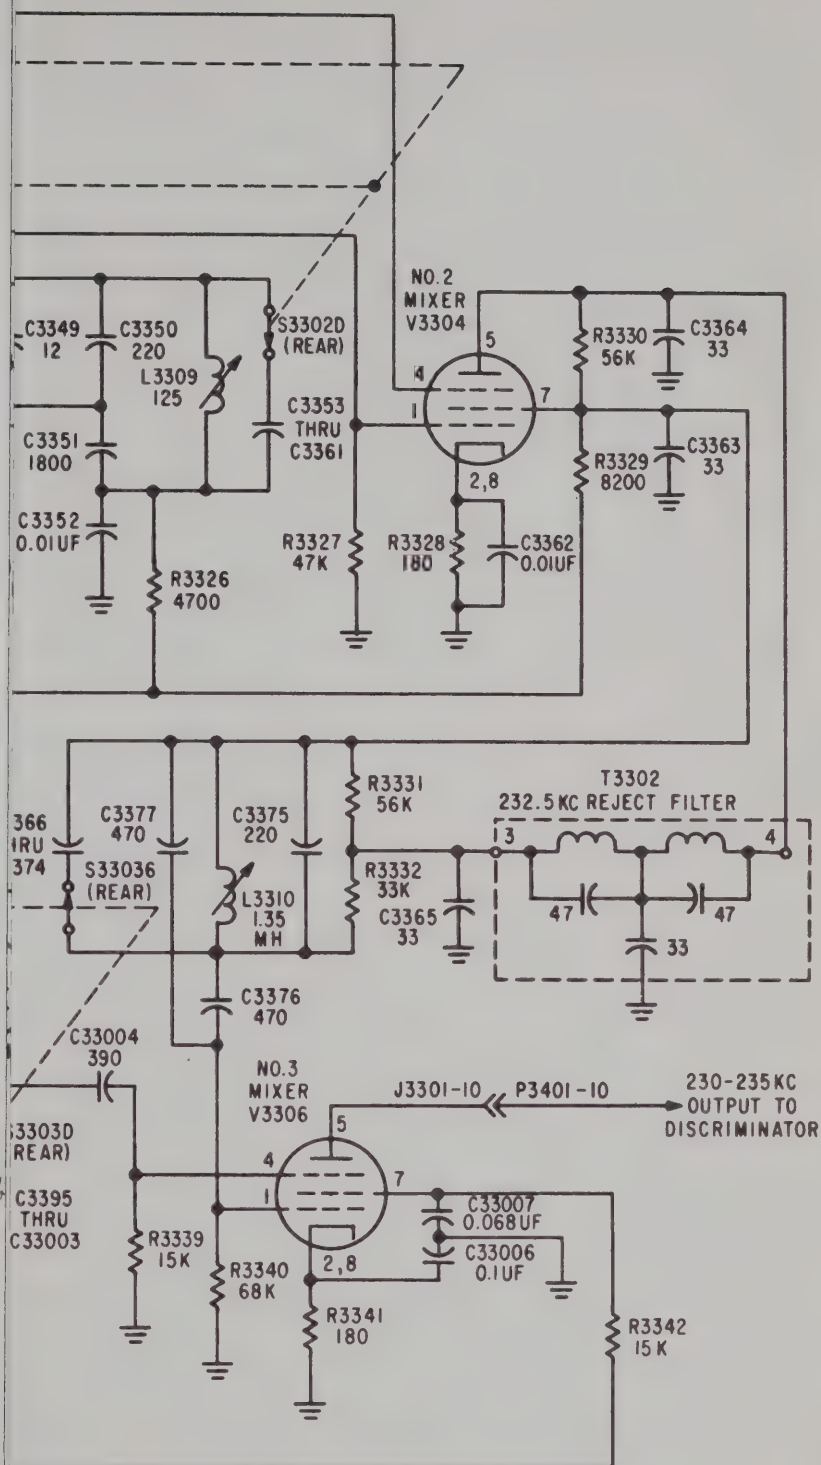 NO.2
MIXER
V3304
5
4
1
7
2,8
R3330
56K
C3364
33
C3349
12
C3350
220
L3309
125
S3302D
(REAR)
C3353
THRU
C3361
C3351
1800
C3352
0.01UF
R3326
4700
R3327
47K
R3328
180
C3362
0.01UF
R3329
8200
C3363
33
366
HRU
374
C3377
470
S33036
(REAR)
L3310
1.35
MH
C3375
220
R3331
56K
R3332
33K
C3365
33
T3302
232.5KC REJECT FILTER
3
4
47
47
33
C3376
470
C33004
390
NO.3
MIXER
V3306
5
4
1
7
2,8
J3301-10
P3401-10
230-235KC
OUTPUT TO
DISCRIMINATOR
S3303D
(REAR)
C3395
THRU
C33003
R3339
15K
R3340
68K
R3341
180
C33007
0.068UF
C33006
0.1UF
R3342
15K